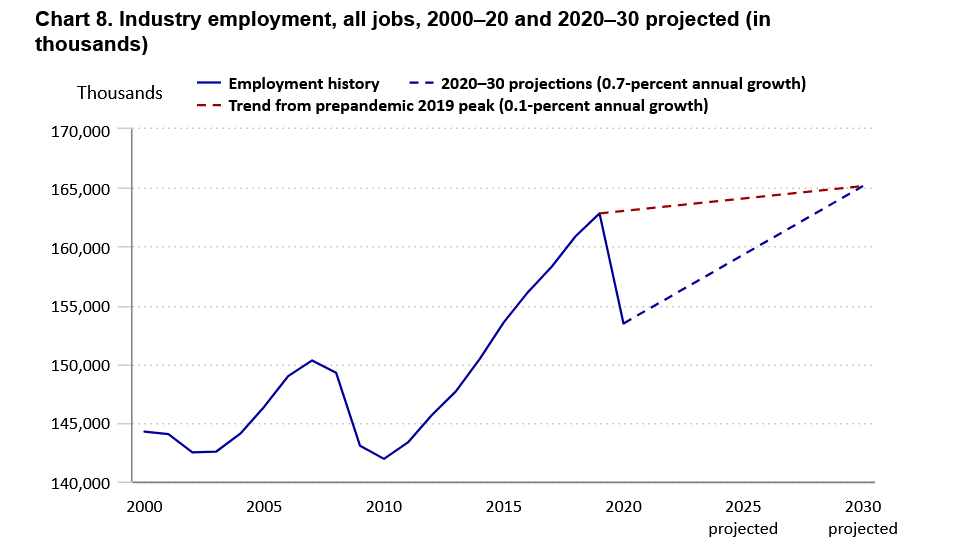 Chart 8. Industry employment, all jobs, 2000–20 and 2020–30 projected (in
thousands)
Thousands
Employment history
2020–30 projections (0.7-percent annual growth)
Trend from prepandemic 2019 peak (0.1-percent annual growth)
170,000
165,000
160,000
155,000
150,000
145,000
140,000
2000 2005 2010 2015 2020 2025 2030
projected projected